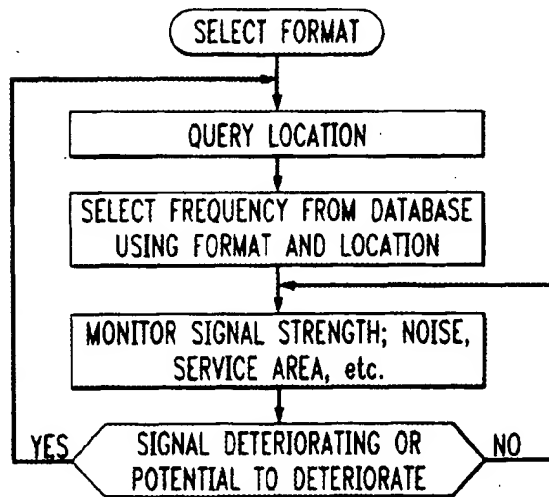 SELECT FORMAT
QUERY LOCATION
SELECT FREQUENCY FROM DATABASE
USING FORMAT AND LOCATION
MONITOR SIGNAL STRENGTH; NOISE,
SERVICE AREA, etc.
YES
SIGNAL DETERIORATING OR
POTENTIAL TO DETERIORATE
NO